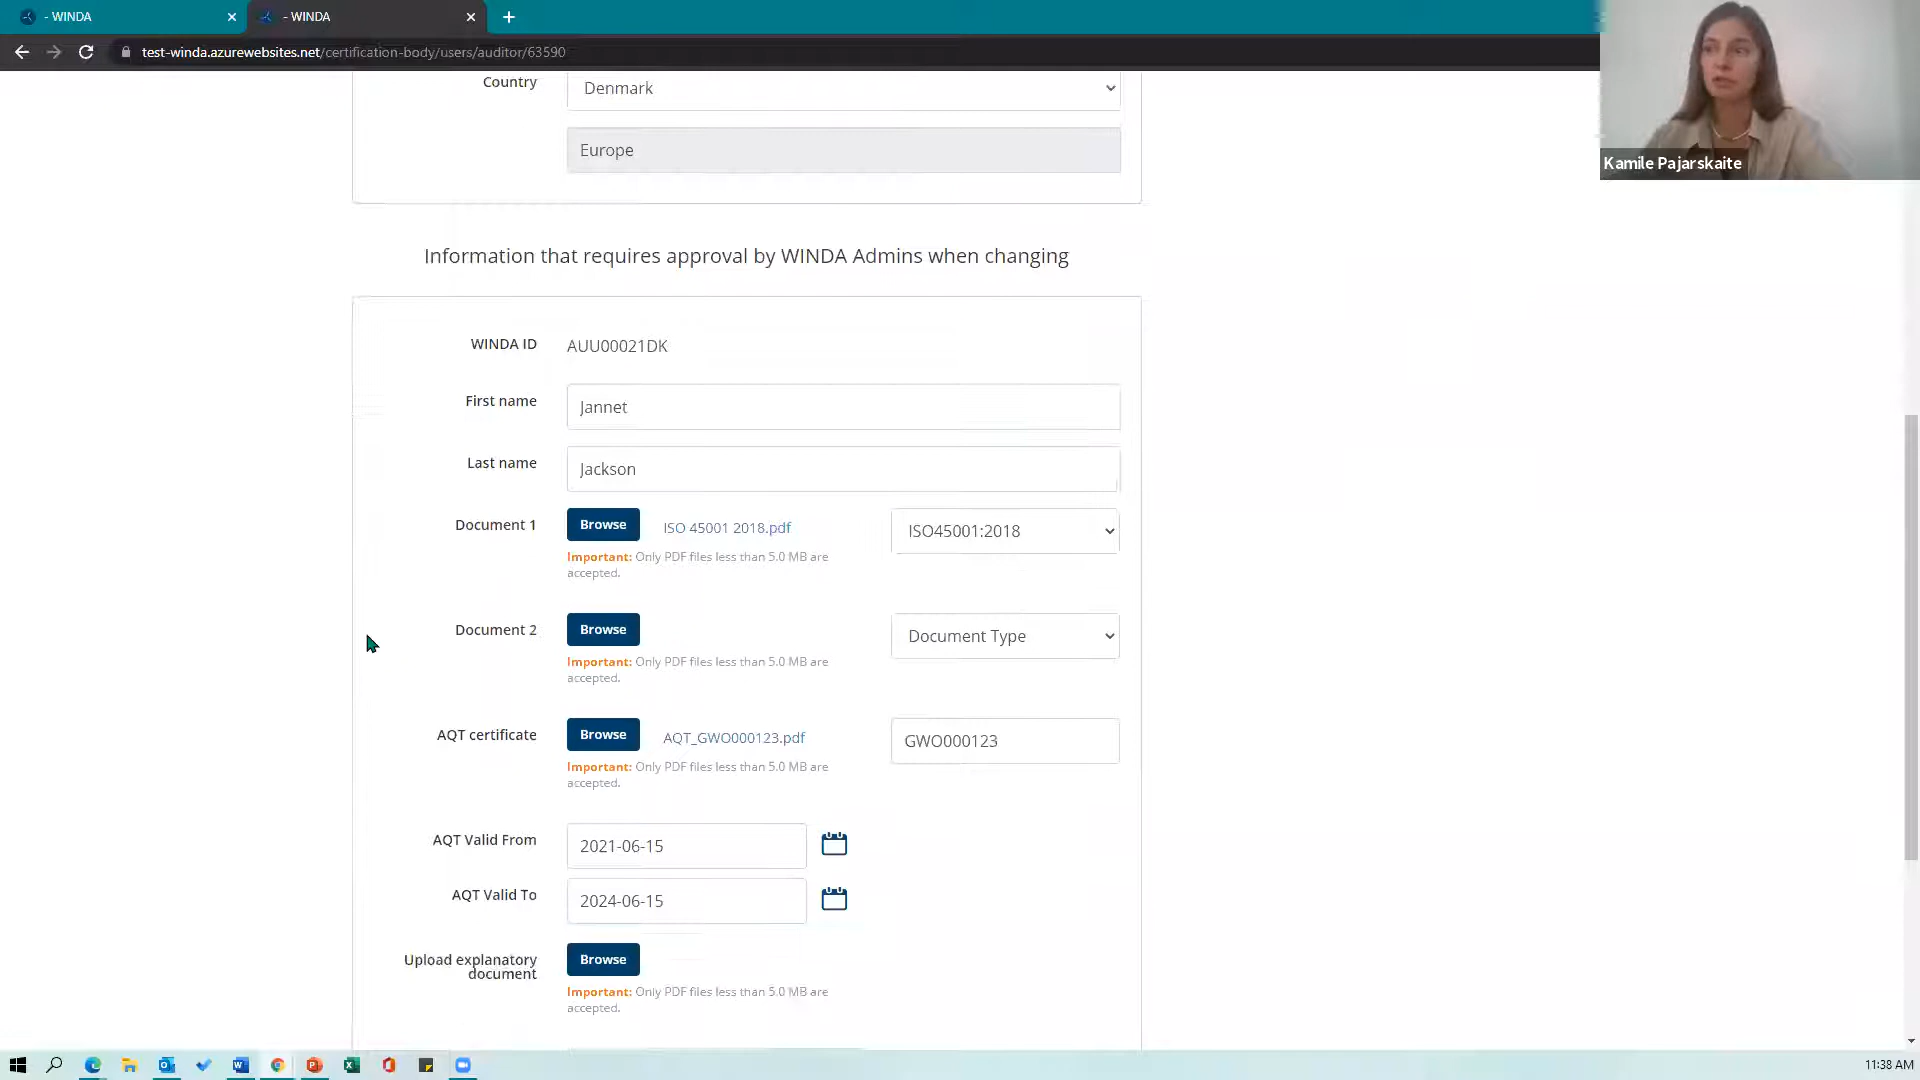 - WINDA
- WINDA
test-winda.azurewebsites.net/certification-body/users/auditor/63590
Kamile Pajarskaite
Country
Denmark
Europe
Information that requires approval by WINDA Admins when changing
WINDA ID
AUU00021DK
First name
Jannet
Last name
Jackson
Document 1
Browse
ISO 45001 2018.pdf
ISO45001:2018
Important: Only PDF files less than 5.0 MB are
accepted.
Document 2
Browse
Document Type
Important: Only PDF files less than 5.0 MB are
accepted.
AQT certificate
Browse
AQT_GWO000123.pdf
GWO000123
Important: Only PDF files less than 5.0 MB are
accepted.
AQT Valid From
2021-06-15
AQT Valid To
2024-06-15
Upload explanatory
document
Browse
Important: Only PDF files less than 5.0 MB are
accepted.
11:38 AM